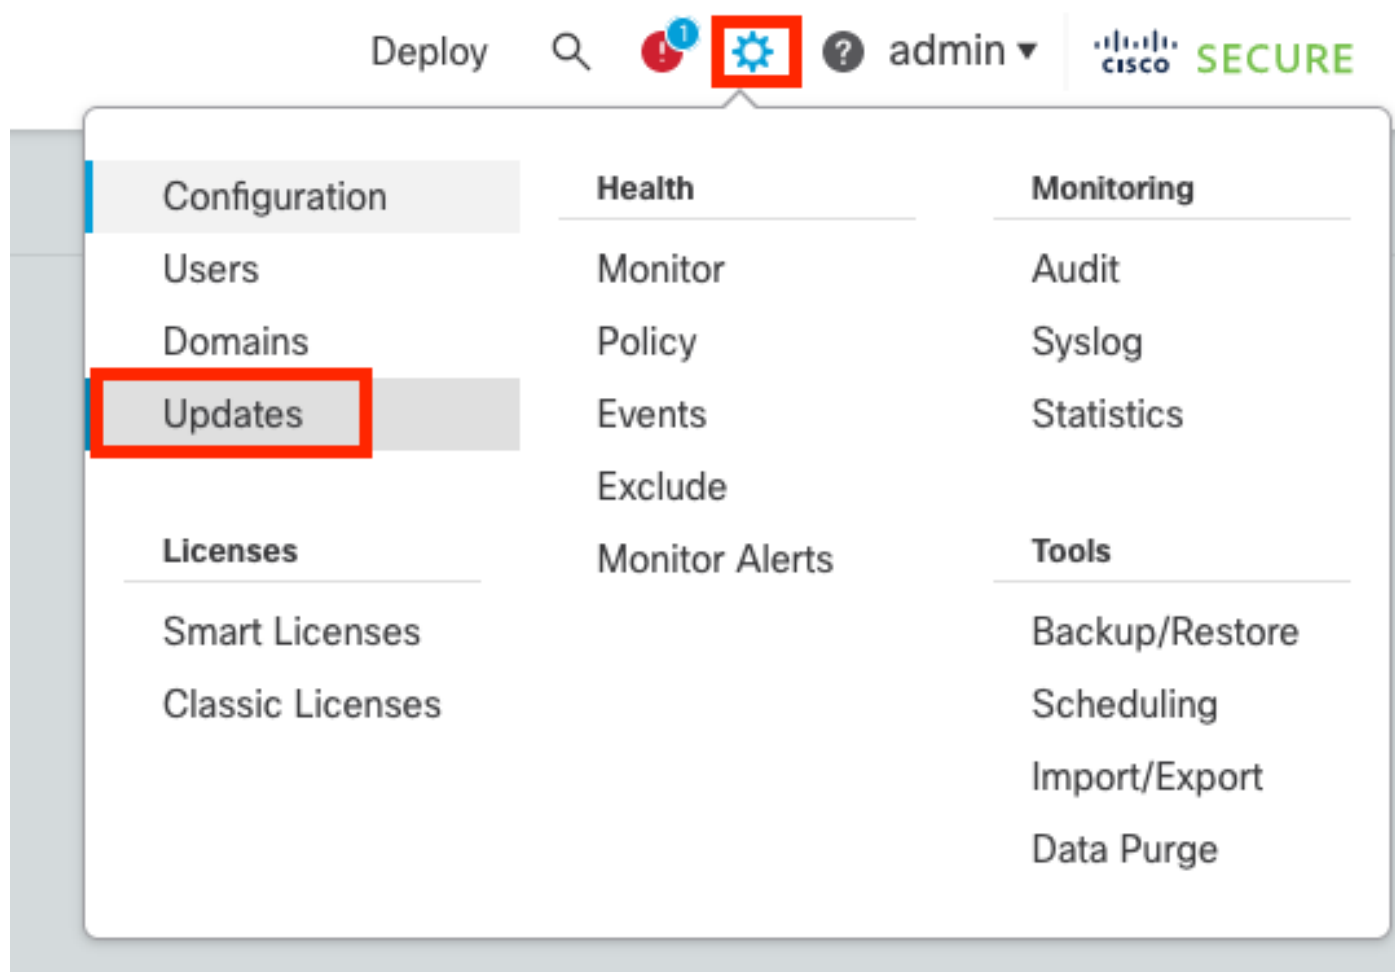 Deploy
1
!
?
admin
cisco SECURE
Configuration
Users
Domains
Updates
Licenses
Smart Licenses
Classic Licenses
Health
Monitor
Policy
Events
Exclude
Monitor Alerts
Monitoring
Audit
Syslog
Statistics
Tools
Backup/Restore
Scheduling
Import/Export
Data Purge